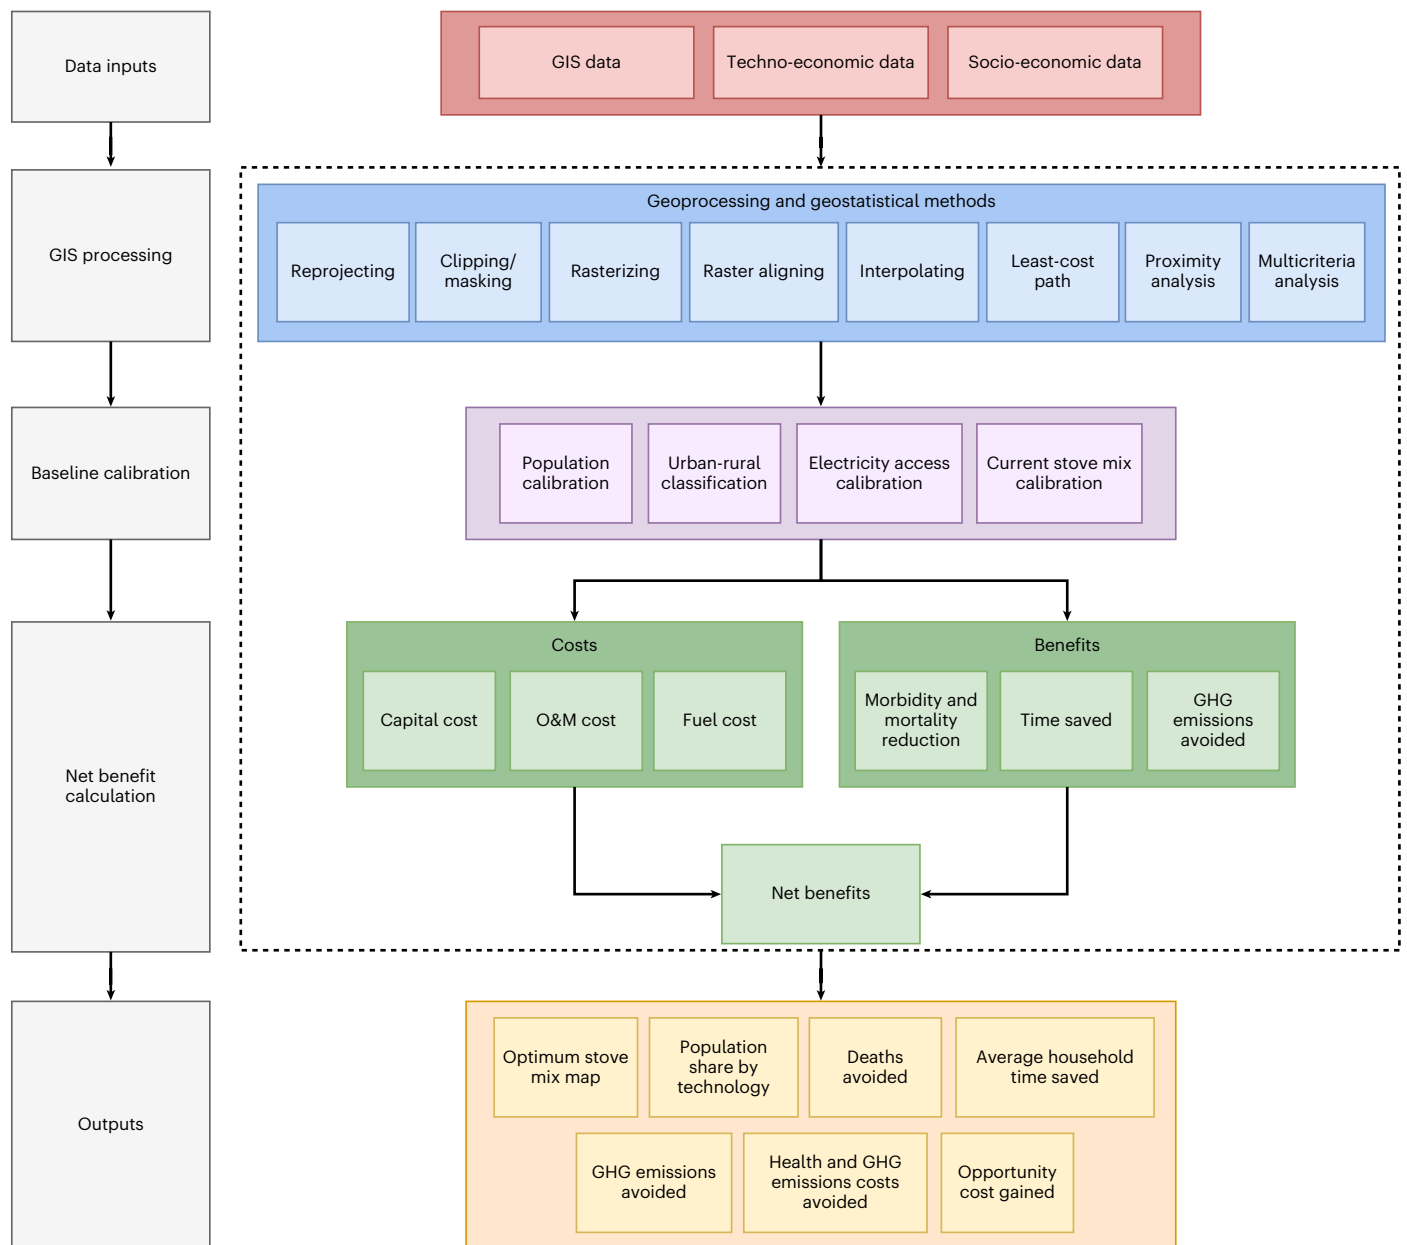 Data inputs
GIS data
Techno-economic data
Socio-economic data
GIS processing
Geoprocessing and geostatistical methods
Reprojecting
Clipping/
masking
Rasterizing
Raster aligning
Interpolating
Least-cost
path
Proximity
analysis
Multicriteria
analysis
Baseline calibration
Population
calibration
Urban-rural
classification
Electricity access
calibration
Current stove mix
calibration
Net benefit
calculation
Costs
Capital cost
O&M cost
Fuel cost
Benefits
Morbidity and
mortality
reduction
Time saved
GHG
emissions
avoided
Net benefits
Outputs
Optimum stove
mix map
Population
share by
technology
Deaths
avoided
Average household
time saved
GHG emissions
avoided
Health and GHG
emissions costs
avoided
Opportunity
cost gained